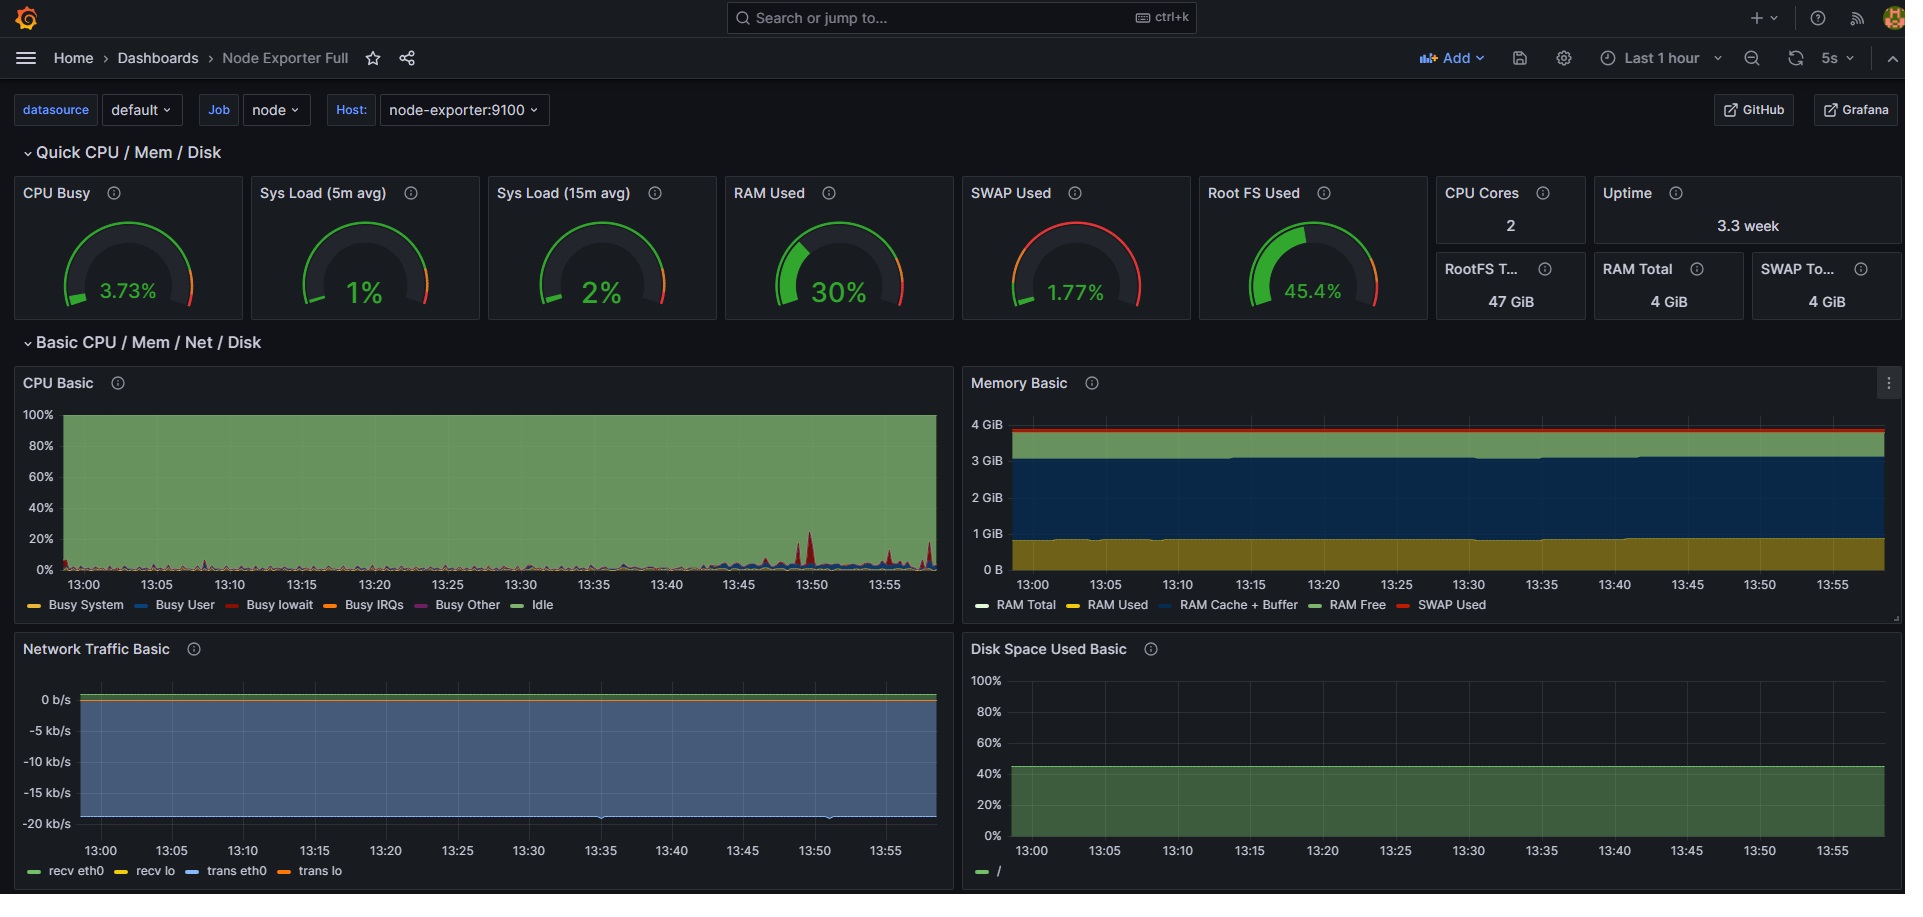 Search or jump to... ctrl+k
Home › Dashboards › Node Exporter Full Add Last 1 hour 5s
datasource default Job node Host: node-exporter:9100 GitHub Grafana
Quick CPU / Mem / Disk
CPU Busy
3.73%
Sys Load (5m avg)
1%
Sys Load (15m avg)
2%
RAM Used
30%
SWAP Used
1.77%
Root FS Used
45.4%
CPU Cores
2
Uptime
3.3 week
RootFS T...
47 GiB
RAM Total
4 GiB
SWAP To...
4 GiB
Basic CPU / Mem / Net / Disk
CPU Basic
100%
80%
60%
40%
20%
0%
13:00 13:05 13:10 13:15 13:20 13:25 13:30 13:35 13:40 13:45 13:50 13:55
Busy System Busy User Busy Iowait Busy IRQs Busy Other Idle
Memory Basic
4 GiB
3 GiB
2 GiB
1 GiB
0 B
13:00 13:05 13:10 13:15 13:20 13:25 13:30 13:35 13:40 13:45 13:50 13:55
RAM Total RAM Used RAM Cache + Buffer RAM Free SWAP Used
Network Traffic Basic
0 b/s
-5 kb/s
-10 kb/s
-15 kb/s
-20 kb/s
13:00 13:05 13:10 13:15 13:20 13:25 13:30 13:35 13:40 13:45 13:50 13:55
recv eth0 recv lo trans eth0 trans lo
Disk Space Used Basic
100%
80%
60%
40%
20%
0%
13:00 13:05 13:10 13:15 13:20 13:25 13:30 13:35 13:40 13:45 13:50 13:55
/